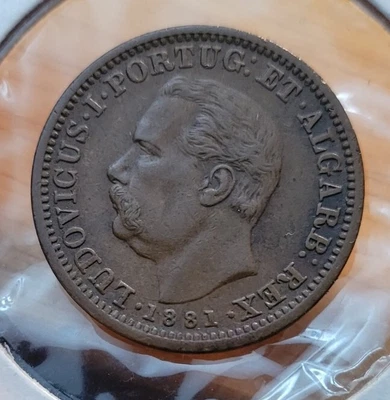 LUDOVICUS · I · PORTUG: ET · ALGARB: REX
· 1881 ·